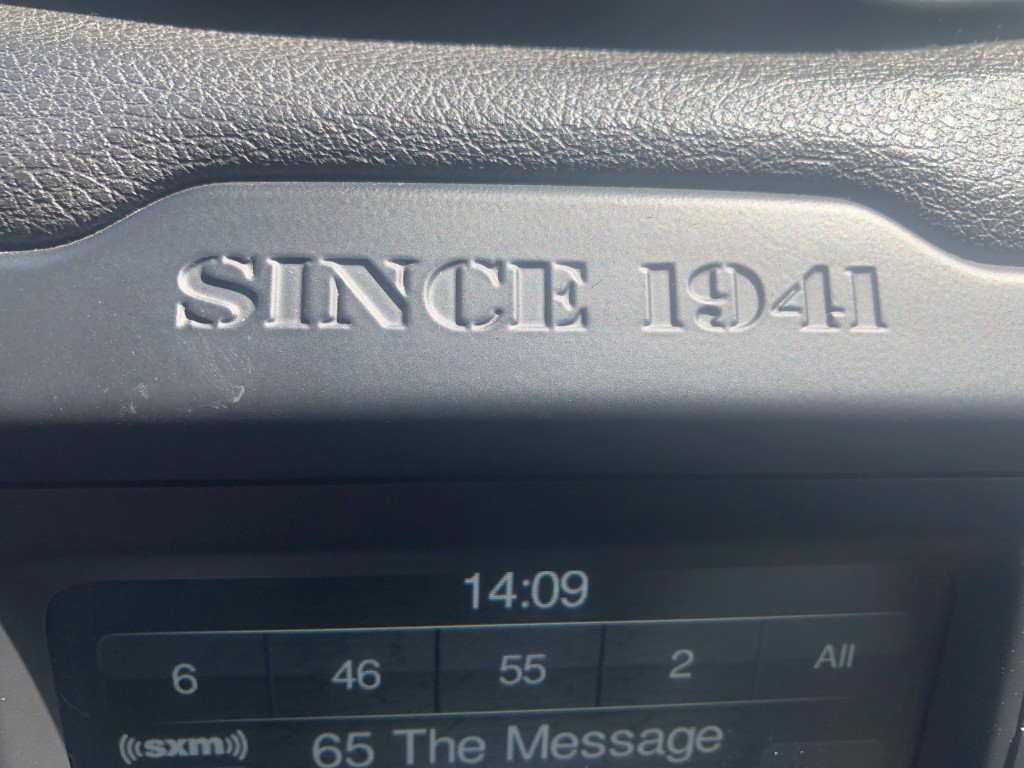 SINCE 1941
14:09
6 46 55 2 All
((sxm)) 65 The Message